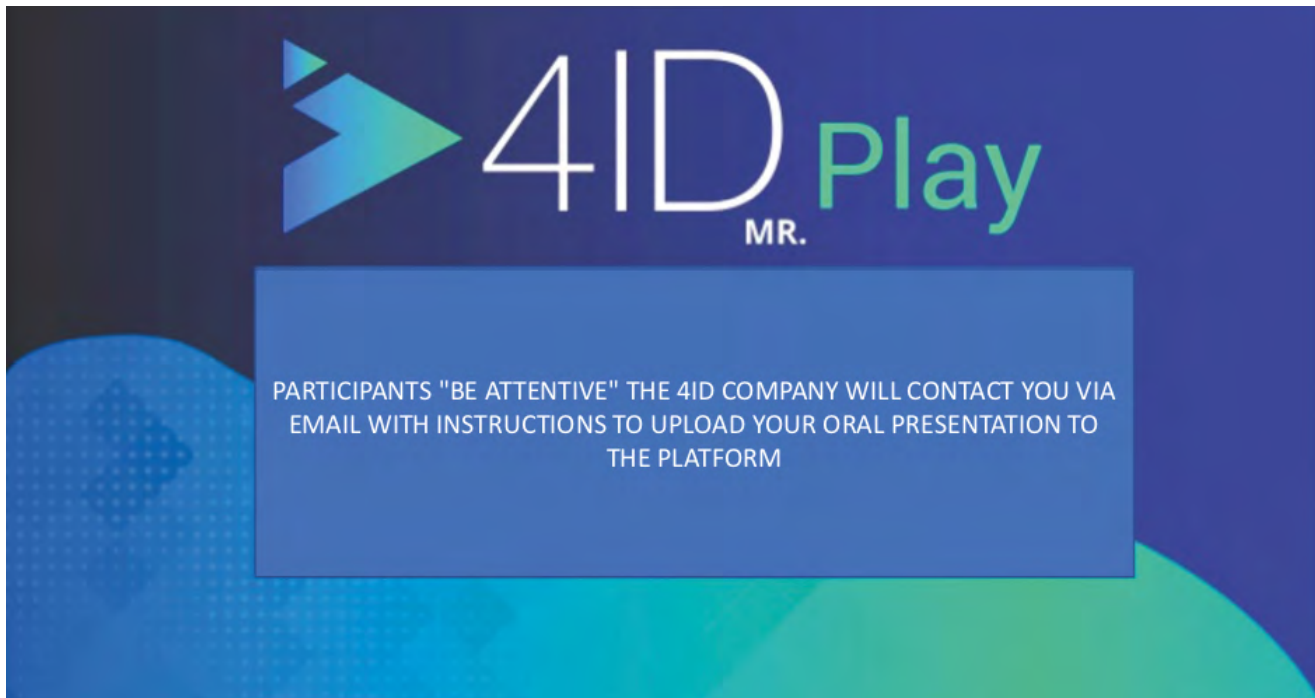 4ID Play
MR.
PARTICIPANTS "BE ATTENTIVE" THE 4ID COMPANY WILL CONTACT YOU VIA
EMAIL WITH INSTRUCTIONS TO UPLOAD YOUR ORAL PRESENTATION TO
THE PLATFORM